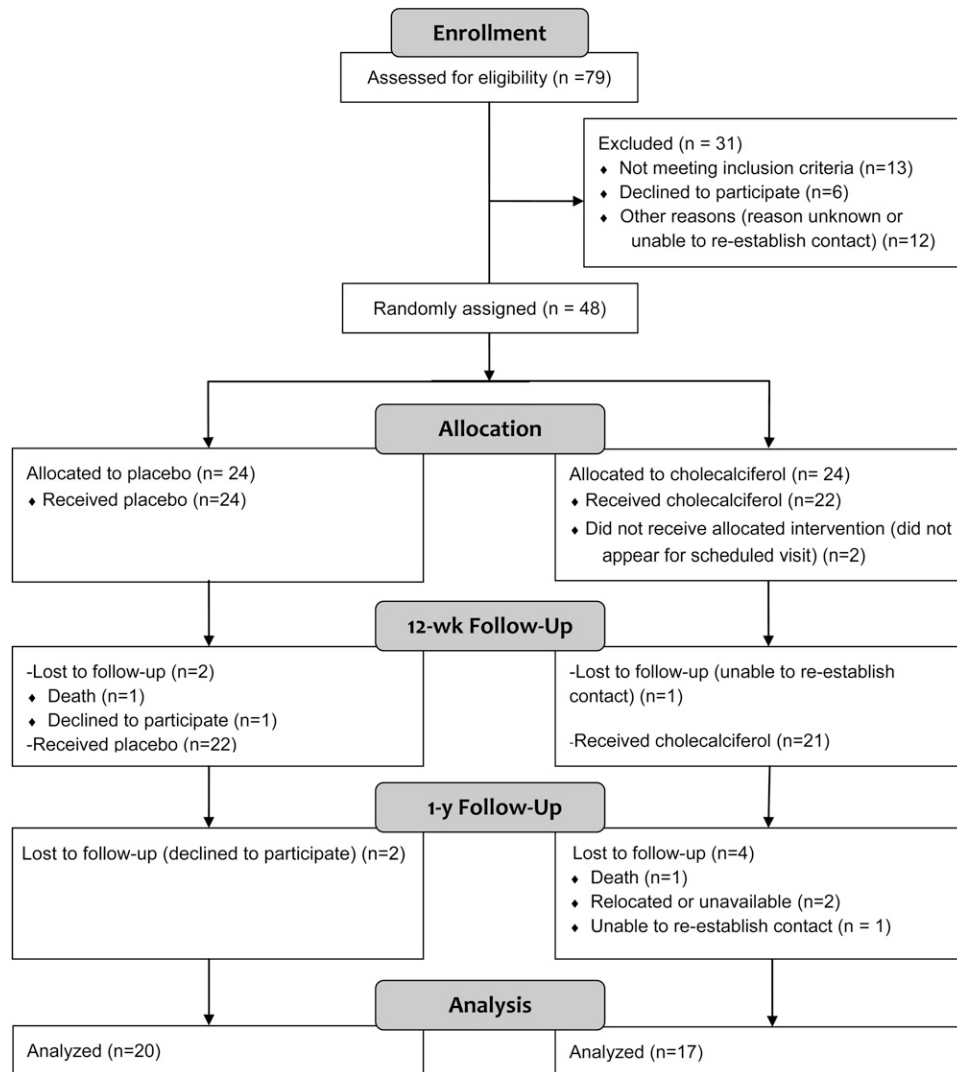 Enrollment
Assessed for eligibility (n =79)
Excluded (n = 31)
♦ Not meeting inclusion criteria (n=13)
♦ Declined to participate (n=6)
♦ Other reasons (reason unknown or
unable to re-establish contact) (n=12)
Randomly assigned (n = 48)
Allocation
Allocated to placebo (n= 24)
♦ Received placebo (n=24)
Allocated to cholecalciferol (n= 24)
♦ Received cholecalciferol (n=22)
♦ Did not receive allocated intervention (did not
appear for scheduled visit) (n=2)
12-wk Follow-Up
-Lost to follow-up (n=2)
♦ Death (n=1)
♦ Declined to participate (n=1)
-Received placebo (n=22)
-Lost to follow-up (unable to re-establish
contact) (n=1)
-Received cholecalciferol (n=21)
1-y Follow-Up
Lost to follow-up (declined to participate) (n=2)
Lost to follow-up (n=4)
♦ Death (n=1)
♦ Relocated or unavailable (n=2)
♦ Unable to re-establish contact (n = 1)
Analysis
Analyzed (n=20)
Analyzed (n=17)